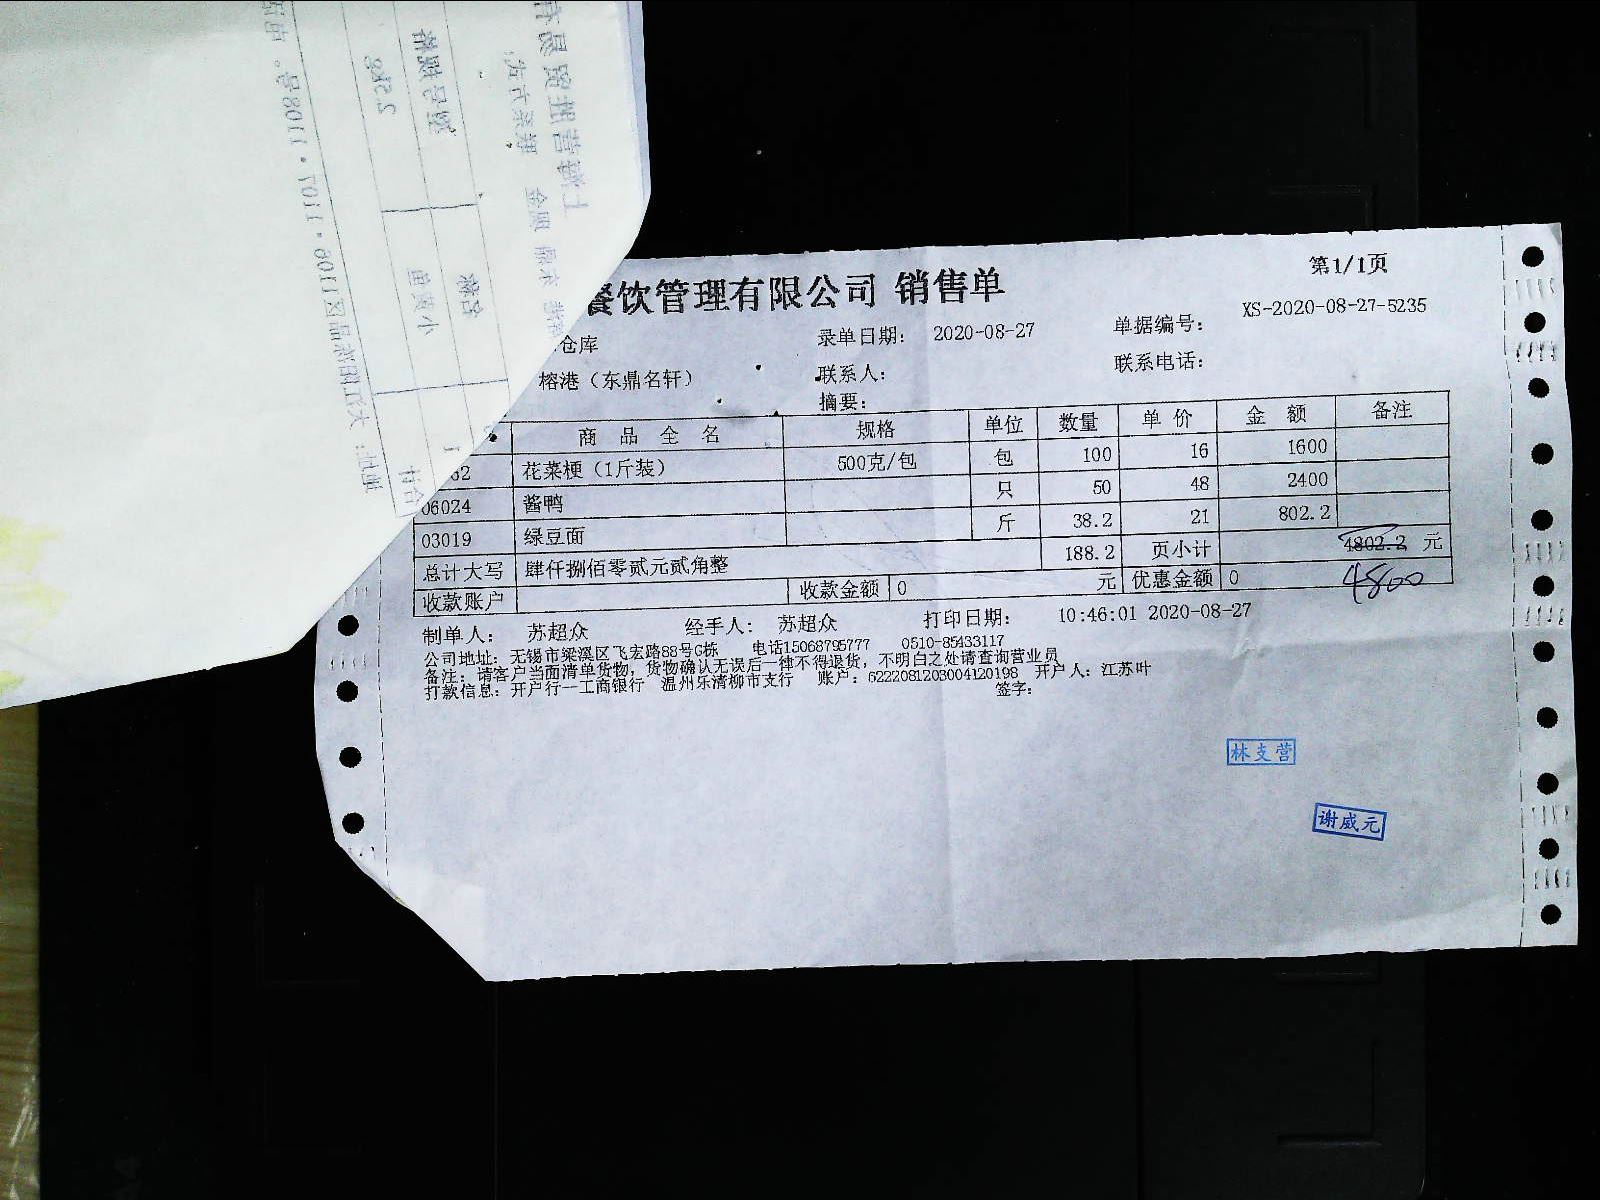 餐饮管理有限公司 销售单
第1/1页
仓库 录单日期： 2020-08-27 单据编号： XS-2020-08-27-5235
榕港（东鼎名轩） 联系人： 联系电话：
摘要：
商 品 全 名 规格 单位 数量 单 价 金 额 备注
62 花菜梗（1斤装） 500克/包 包 100 16 1600
06024 酱鸭 只 50 48 2400
03019 绿豆面 斤 38.2 21 802.2
总计大写 肆仟捌佰零贰元贰角整 188.2 页小计 4802.2 元
收款账户 收款金额 0 元 优惠金额 0 4800
制单人： 苏超众 经手人： 苏超众 打印日期： 10:46:01 2020-08-27
公司地址：无锡市梁溪区飞宏路88号G栋 电话15068795777 0510-85433117
备注：请客户当面清单货物，货物确认无误后一律不得退货，不明白之处请查询营业员
打款信息：开户行一工商银行 温州乐清柳市支行 账户：6222081203004120198 开户人：江苏叶
签字：
林支营
谢威元